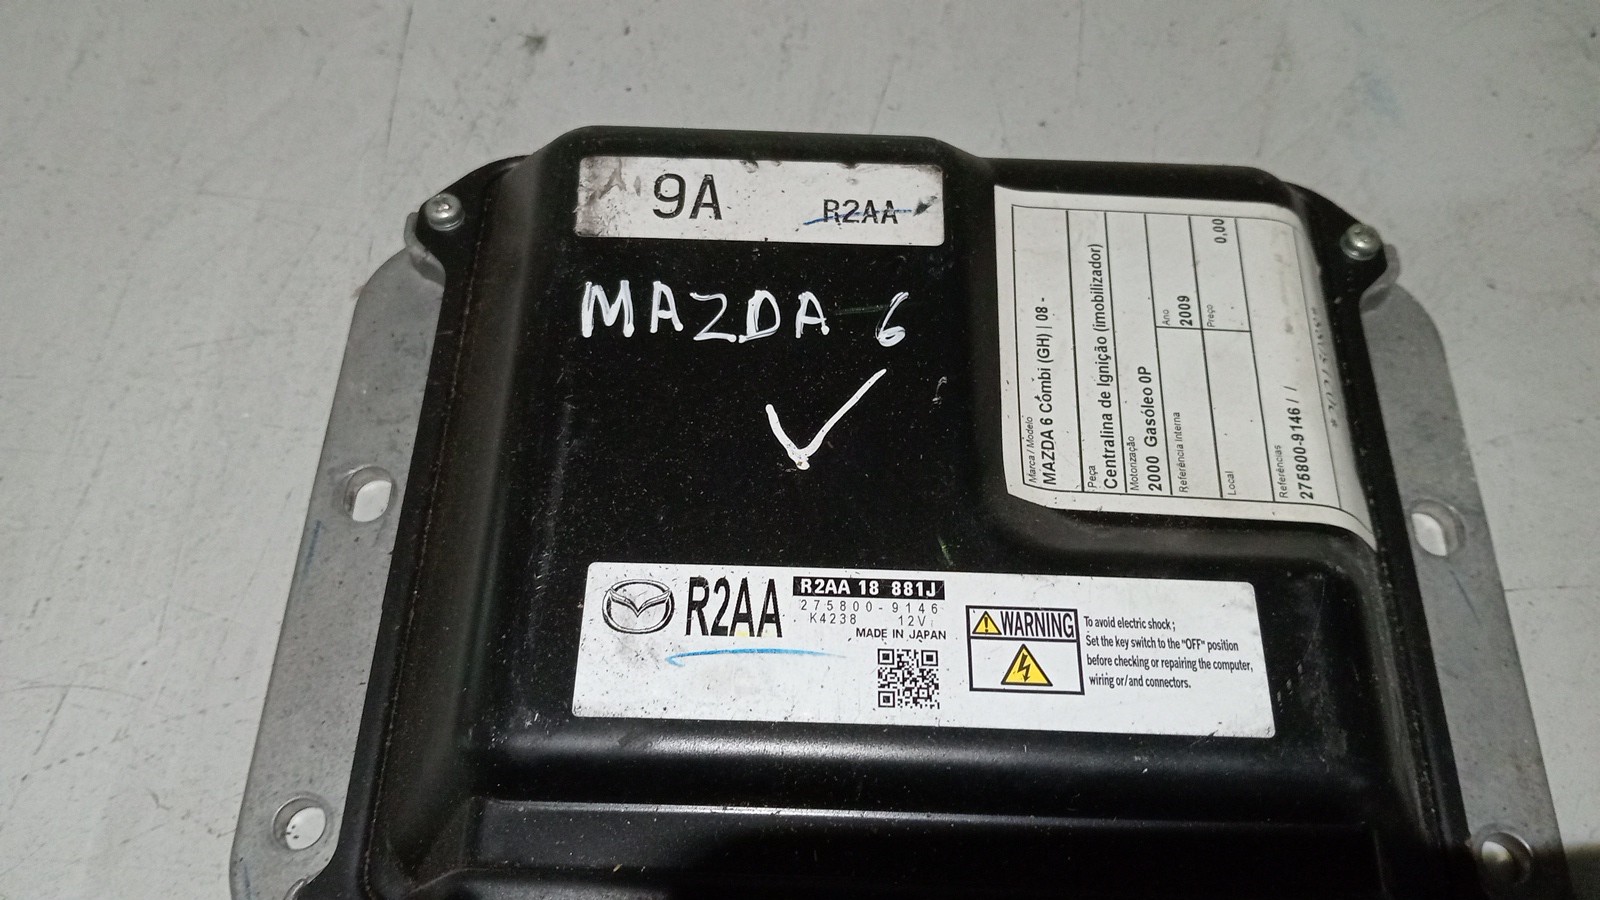 9A
R2AA
MAZDA 6
Marca / Modelo
MAZDA 6 Combi (GH) | 08 -
Peça
Centralina de Ignição (imobilizador)
Motorização
2000 Gasóleo 0P
Referência Interna
Ano
2009
Local
Preço
0,00
Referências
275800-9146 / /
R2AA
R2AA 18 881J
275800-9146
K4238 12V
MADE IN JAPAN
WARNING
To avoid electric shock;
Set the key switch to the "OFF" position
before checking or repairing the computer,
wiring or/and connectors.